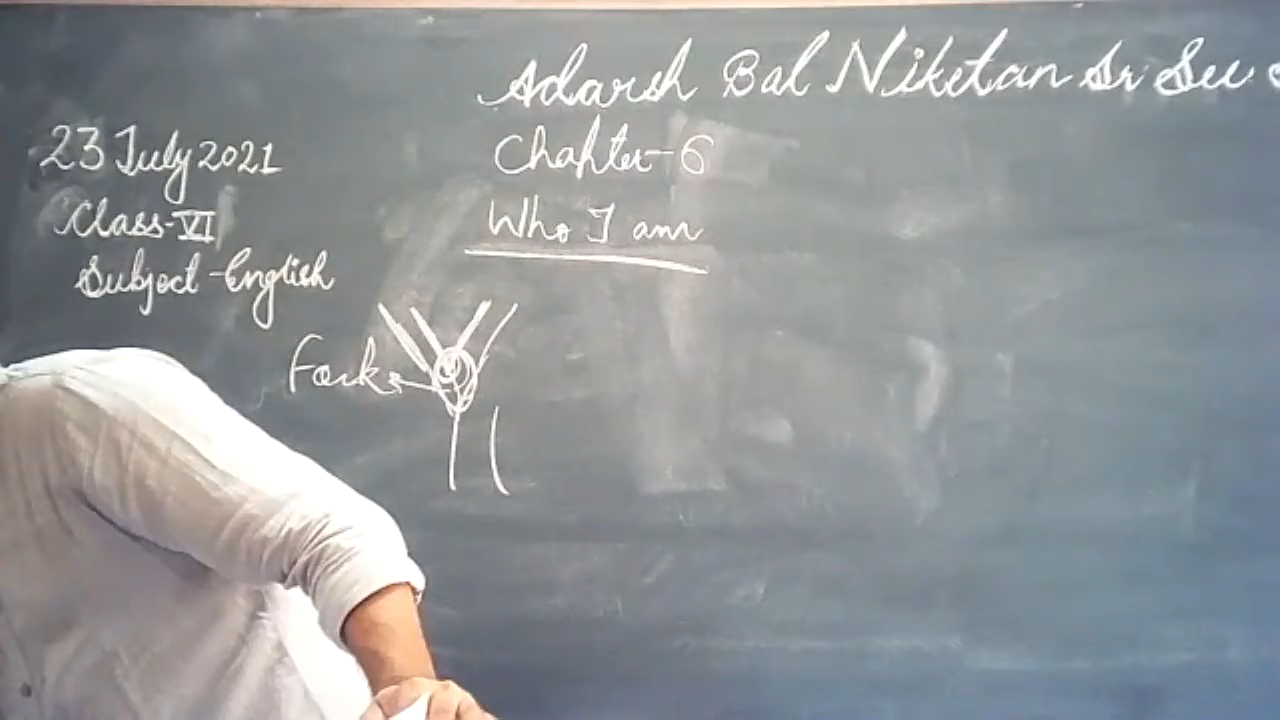 Adarsh Bal Niketan Sr Sec
23 July 2021
Chapter-6
Class-VI
Who I am
Subject-English
Fork